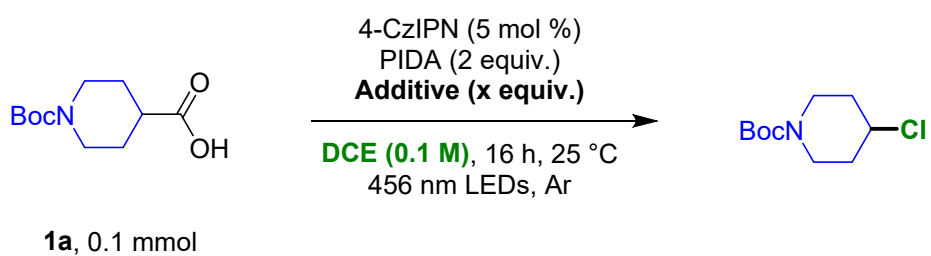 4-CzIPN (5 mol %)
PIDA (2 equiv.)
Additive (x equiv.)
DCE (0.1 M), 16 h, 25 °C
456 nm LEDs, Ar
BocN
O
OH
1a, 0.1 mmol
BocN
Cl